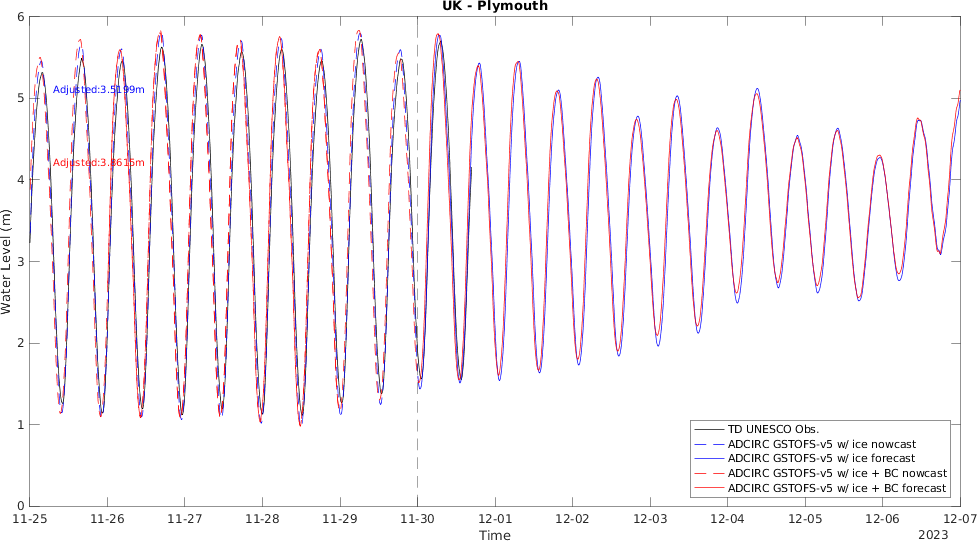 UK - Plymouth
6
5
4
3
2
1
0
Water Level (m)
Adjusted:3.5199m
Adjusted:3.8615m
TD UNESCO Obs.
ADCIRC GSTOFS-v5 w/ ice nowcast
ADCIRC GSTOFS-v5 w/ ice forecast
ADCIRC GSTOFS-v5 w/ ice + BC nowcast
ADCIRC GSTOFS-v5 w/ ice + BC forecast
11-25 11-26 11-27 11-28 11-29 11-30 12-01 12-02 12-03 12-04 12-05 12-06 12-07
Time
2023